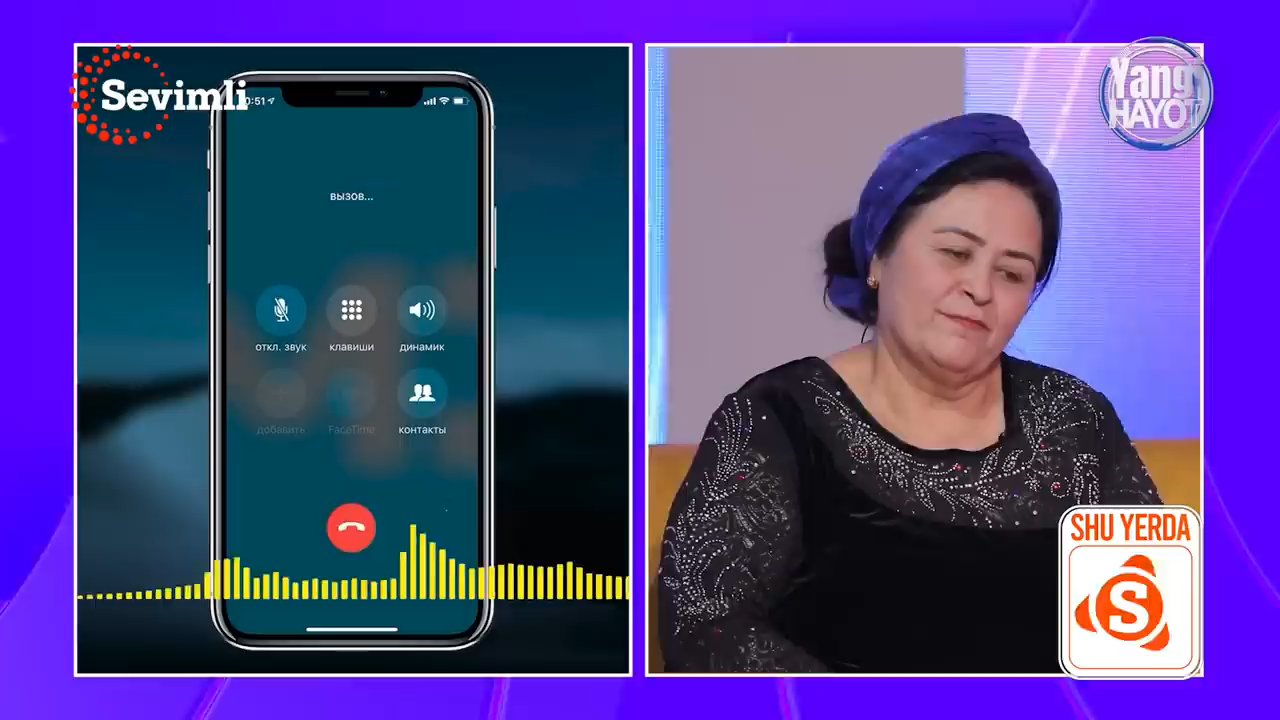 Sevimli
0:51
вызов...
откл. звук
клавиши
динамик
добавить
FaceTime
контакты
Yangi
HAYOT
SHU YERDA
S